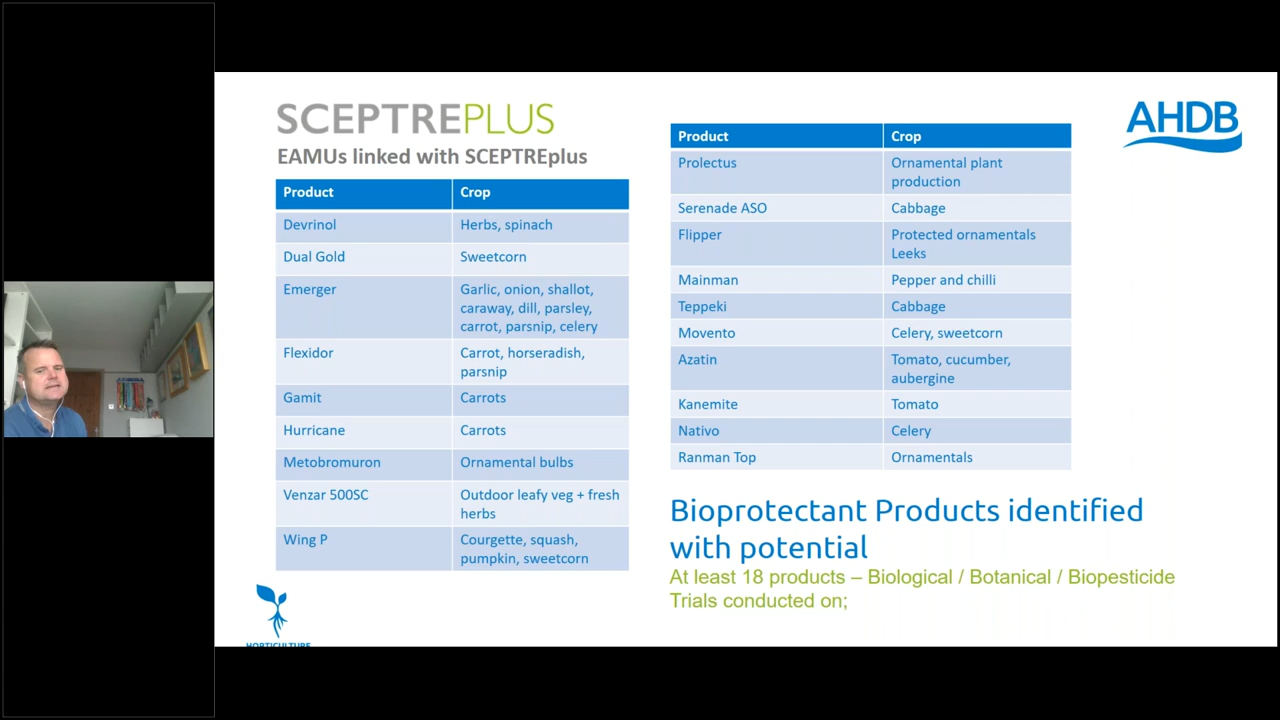 SCEPTREPLUS
EAMUs linked with SCEPTREplus
Product Crop
Devrinol Herbs, spinach
Dual Gold Sweetcorn
Emerger Garlic, onion, shallot,
caraway, dill, parsley,
carrot, parsnip, celery
Flexidor Carrot, horseradish,
parsnip
Gamit Carrots
Hurricane Carrots
Metobromuron Ornamental bulbs
Venzar 500SC Outdoor leafy veg + fresh
herbs
Wing P Courgette, squash,
pumpkin, sweetcorn
HORTICULTURE
AHDB
Product Crop
Prolectus Ornamental plant
production
Serenade ASO Cabbage
Flipper Protected ornamentals
Leeks
Mainman Pepper and chilli
Teppeki Cabbage
Movento Celery, sweetcorn
Azatin Tomato, cucumber,
aubergine
Kanemite Tomato
Nativo Celery
Ranman Top Ornamentals
Bioprotectant Products identified
with potential
At least 18 products – Biological / Botanical / Biopesticide
Trials conducted on;